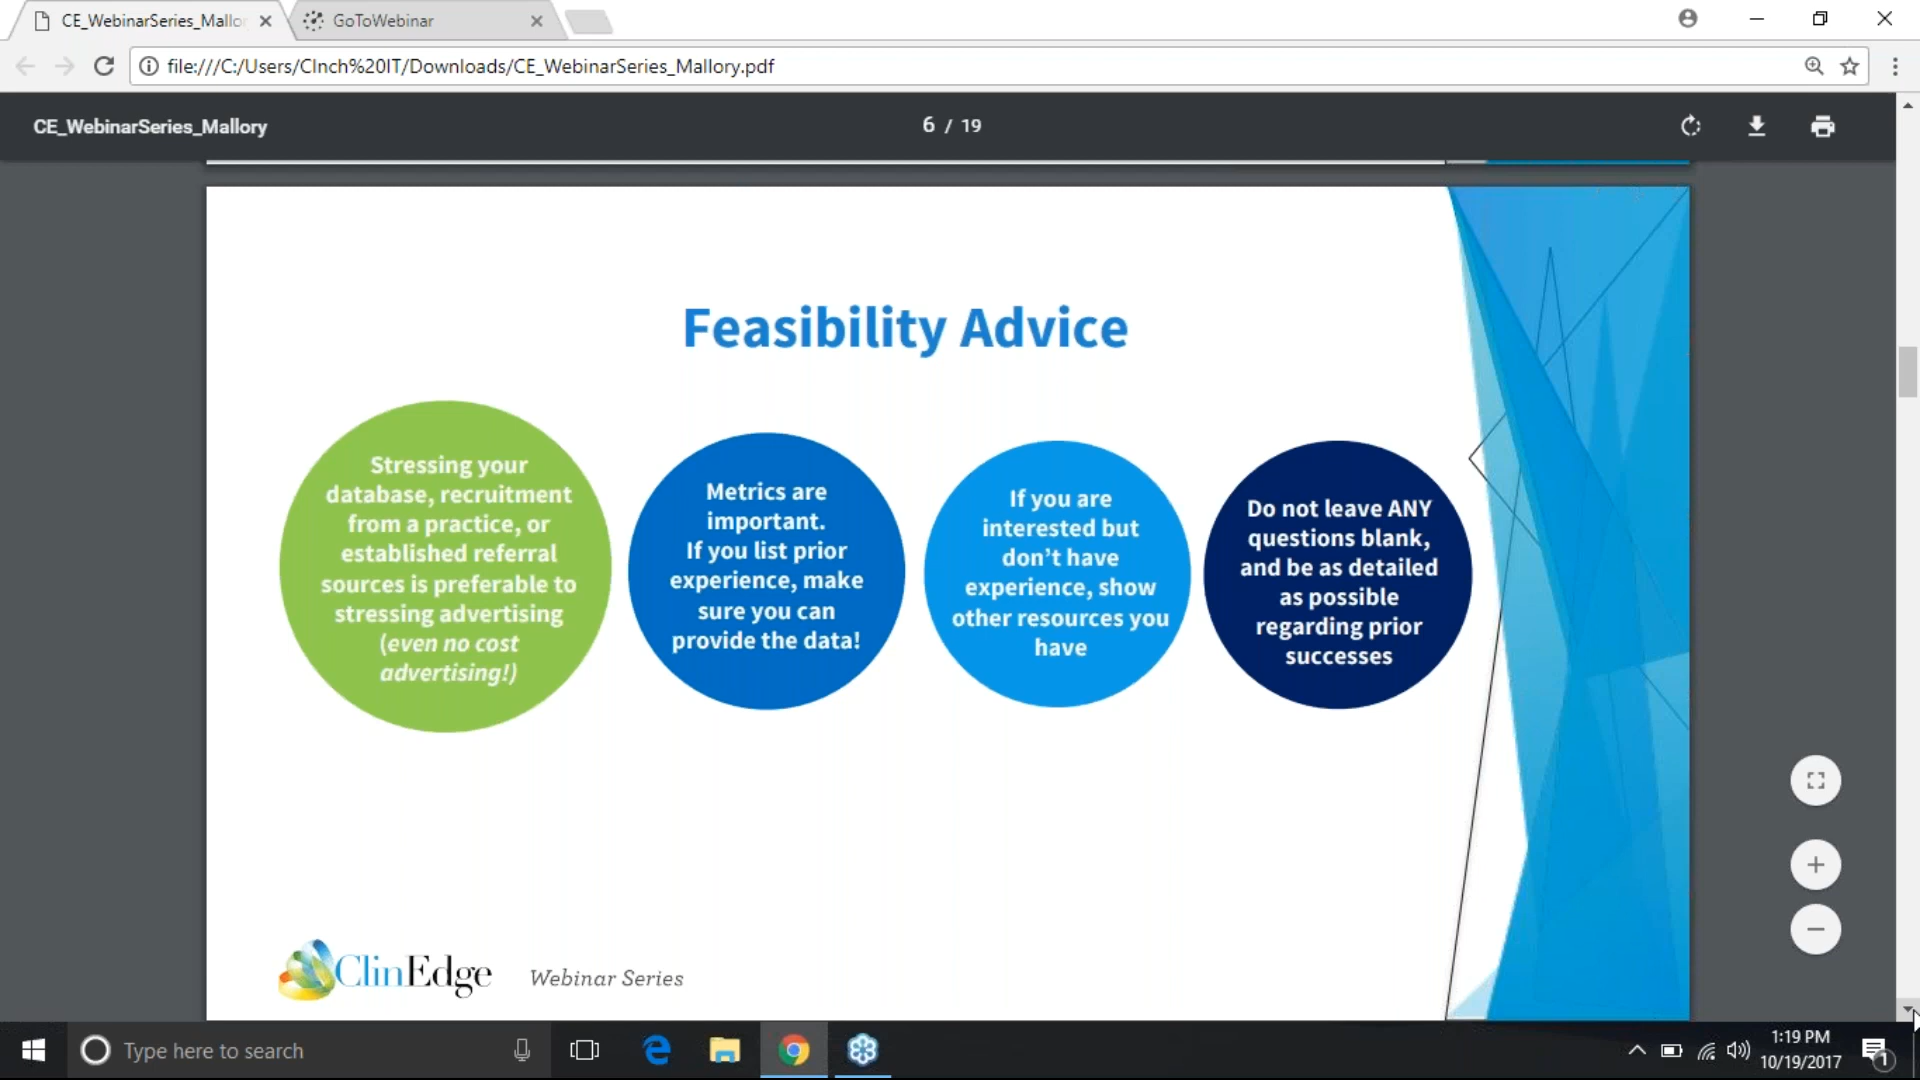 CE_WebinarSeries_Mallor
GoToWebinar
file:///C:/Users/CInch%20IT/Downloads/CE_WebinarSeries_Mallory.pdf
CE_WebinarSeries_Mallory
6 / 19
Feasibility Advice
Stressing your
database, recruitment
from a practice, or
established referral
sources is preferable to
stressing advertising
(even no cost
advertising!)
Metrics are
important.
If you list prior
experience, make
sure you can
provide the data!
If you are
interested but
don’t have
experience, show
other resources you
have
Do not leave ANY
questions blank,
and be as detailed
as possible
regarding prior
successes
ClinEdge
Webinar Series
Type here to search
1:19 PM
10/19/2017
1